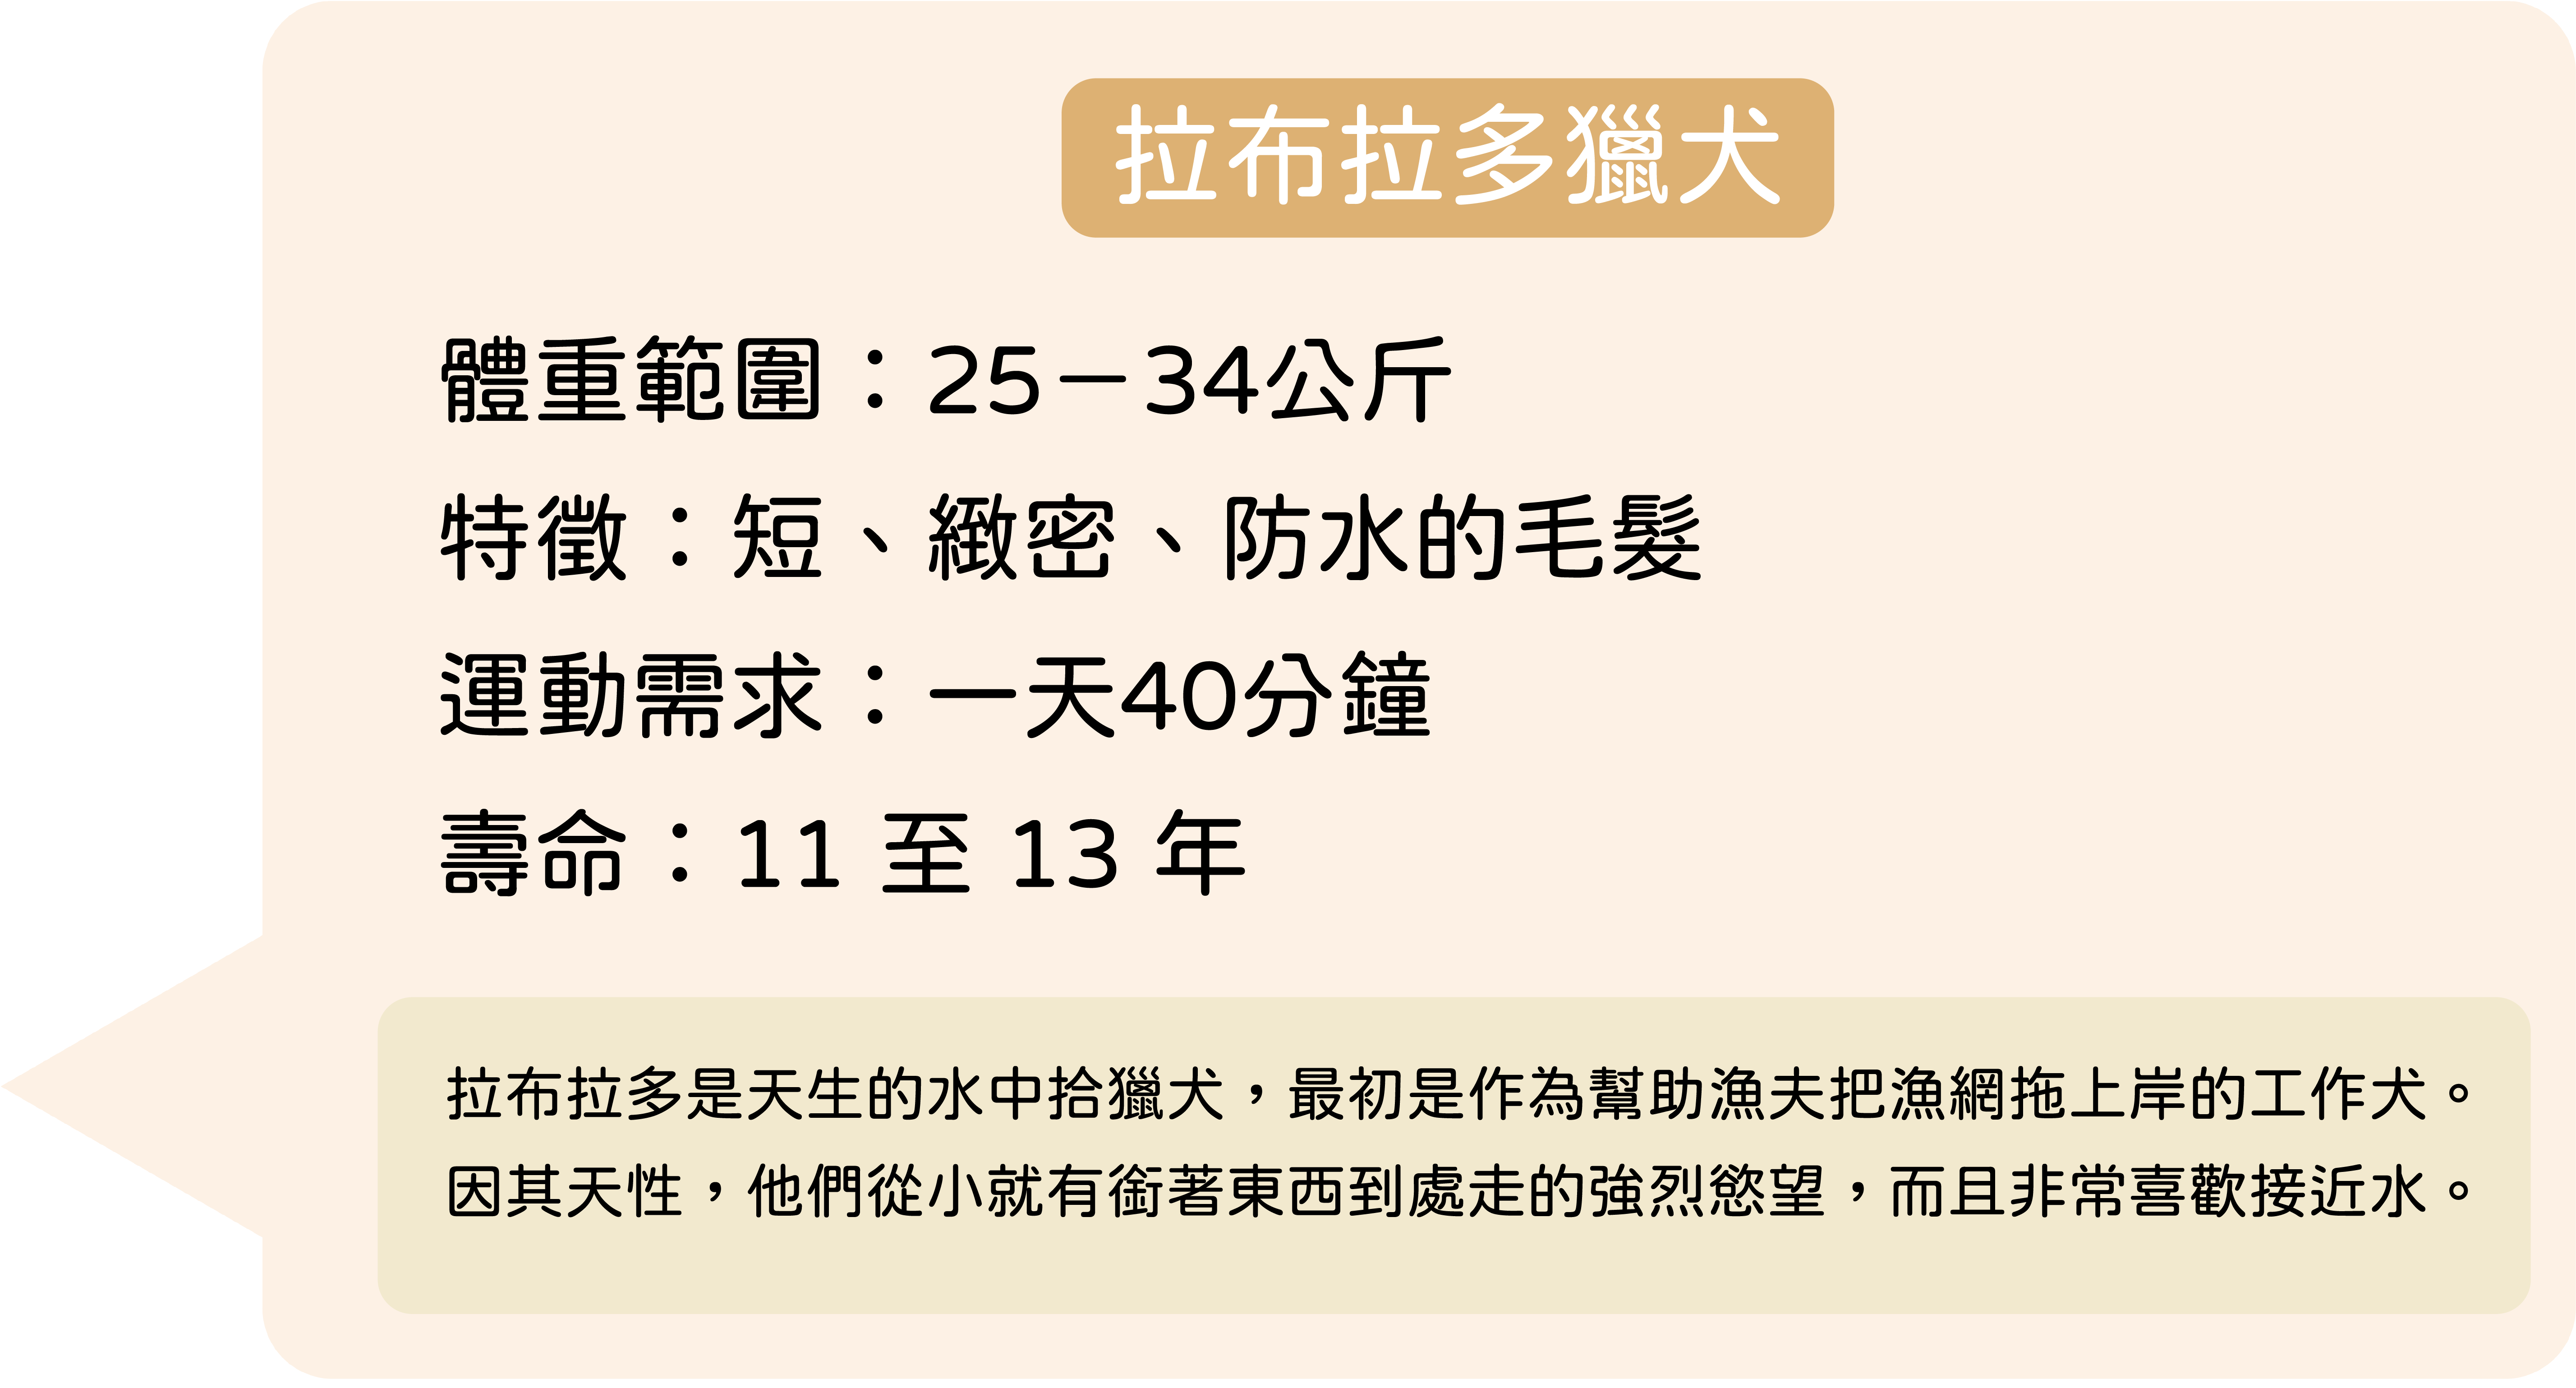 拉布拉多獵犬
體重範圍：25－34公斤
特徵：短、緻密、防水的毛髮
運動需求：一天40分鐘
壽命：11 至 13 年
拉布拉多是天生的水中拾獵犬，最初是作為幫助漁夫把漁網拖上岸的工作犬。
因其天性，他們從小就有銜著東西到處走的強烈慾望，而且非常喜歡接近水。